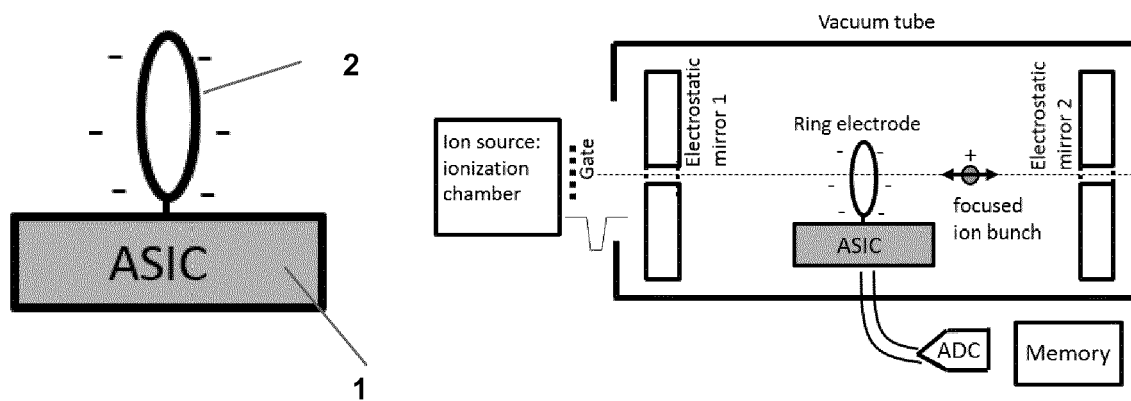 2
ASIC
1
Vacuum tube
Ion source:
ionization
chamber
Gate
Electrostatic
mirror 1
Ring electrode
+
focused
ion bunch
Electrostatic
mirror 2
ASIC
ADC
Memory